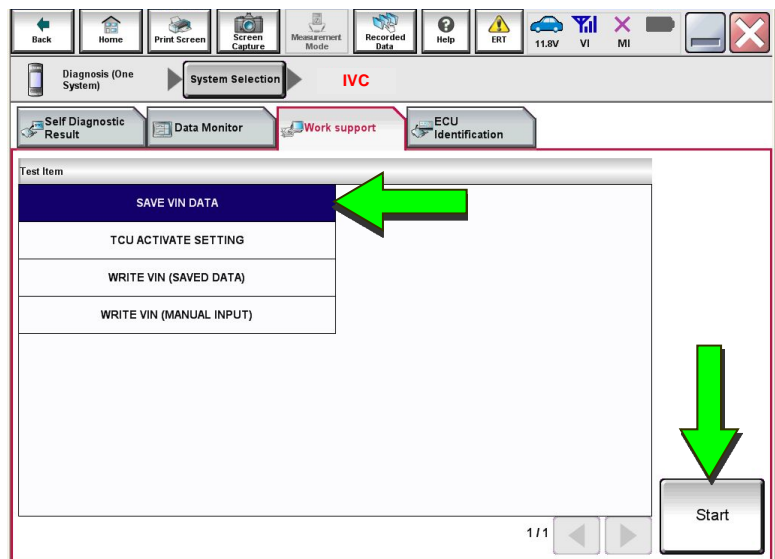 Back
Home
Print Screen
Screen
Capture
Measurement
Mode
Recorded
Data
Help
ERT
11.8V
VI
MI
Diagnosis (One
System)
System Selection
IVC
Self Diagnostic
Result
Data Monitor
Work support
ECU
Identification
Test Item
SAVE VIN DATA
TCU ACTIVATE SETTING
WRITE VIN (SAVED DATA)
WRITE VIN (MANUAL INPUT)
1/1
Start